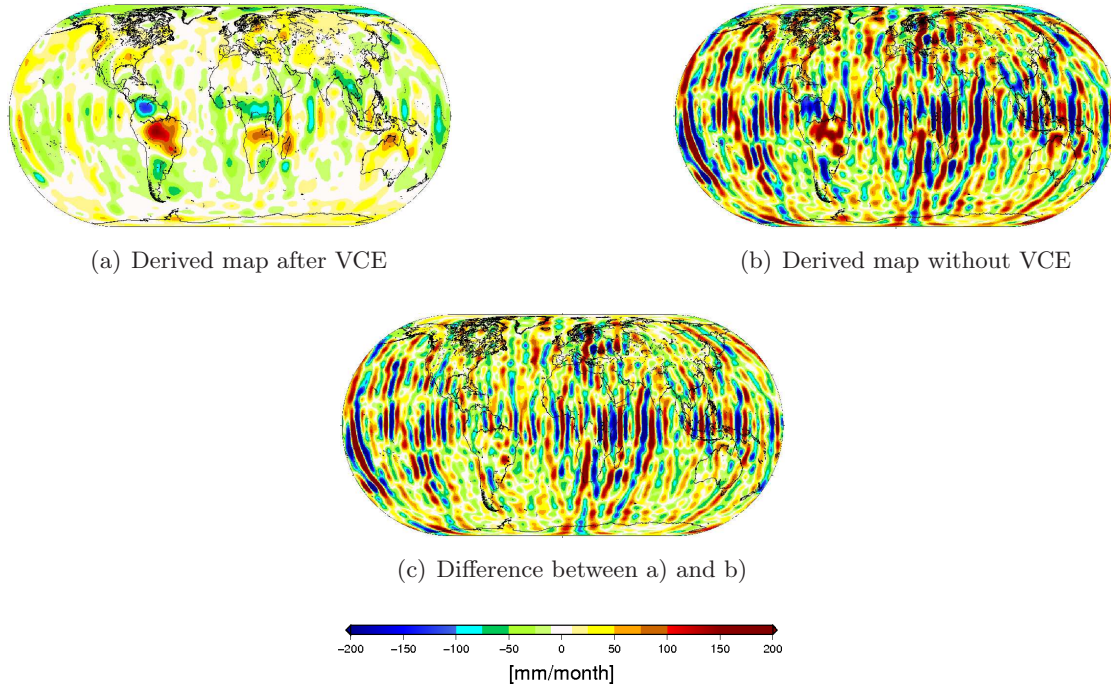 (a) Derived map after VCE
(b) Derived map without VCE
(c) Difference between a) and b)
−200 −150 −100 −50 0 50 100 150 200
[mm/month]